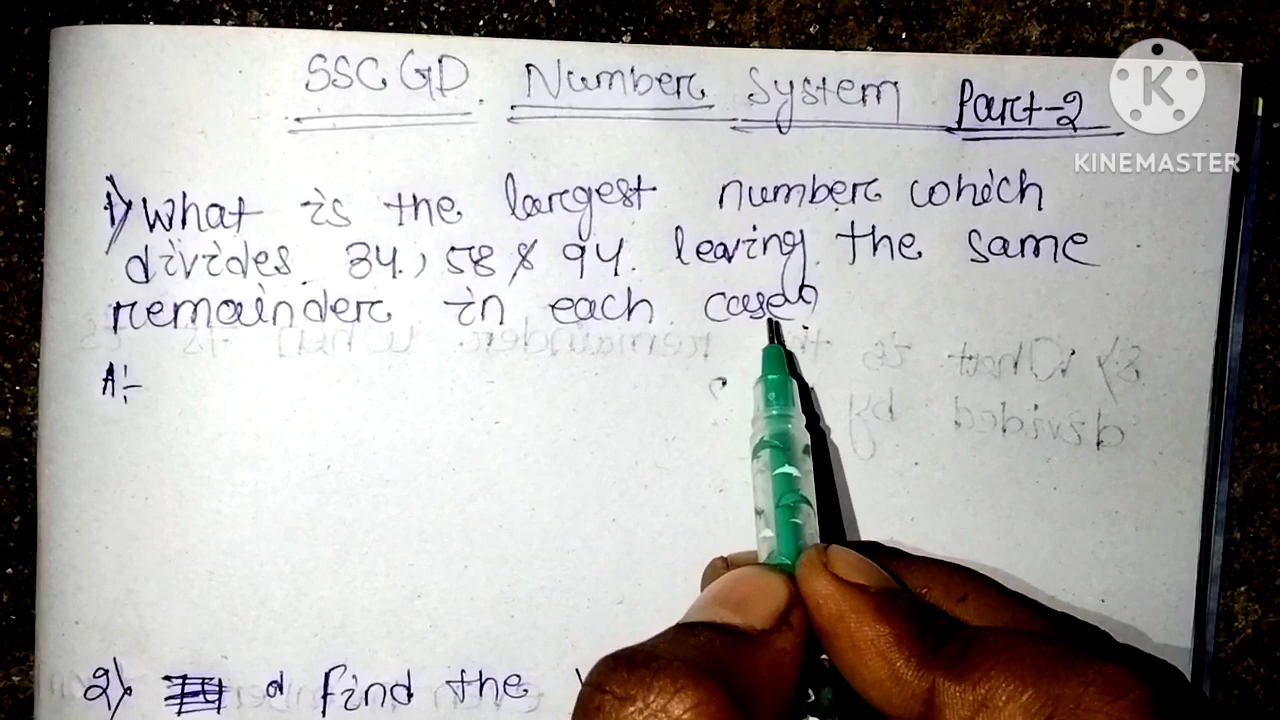 SSC GD Number System Part-2
KINEMASTER
1) What is the largest number which
divides 34, 58 & 94 leaving the same
remainder in each case?
A:-
2) d find the